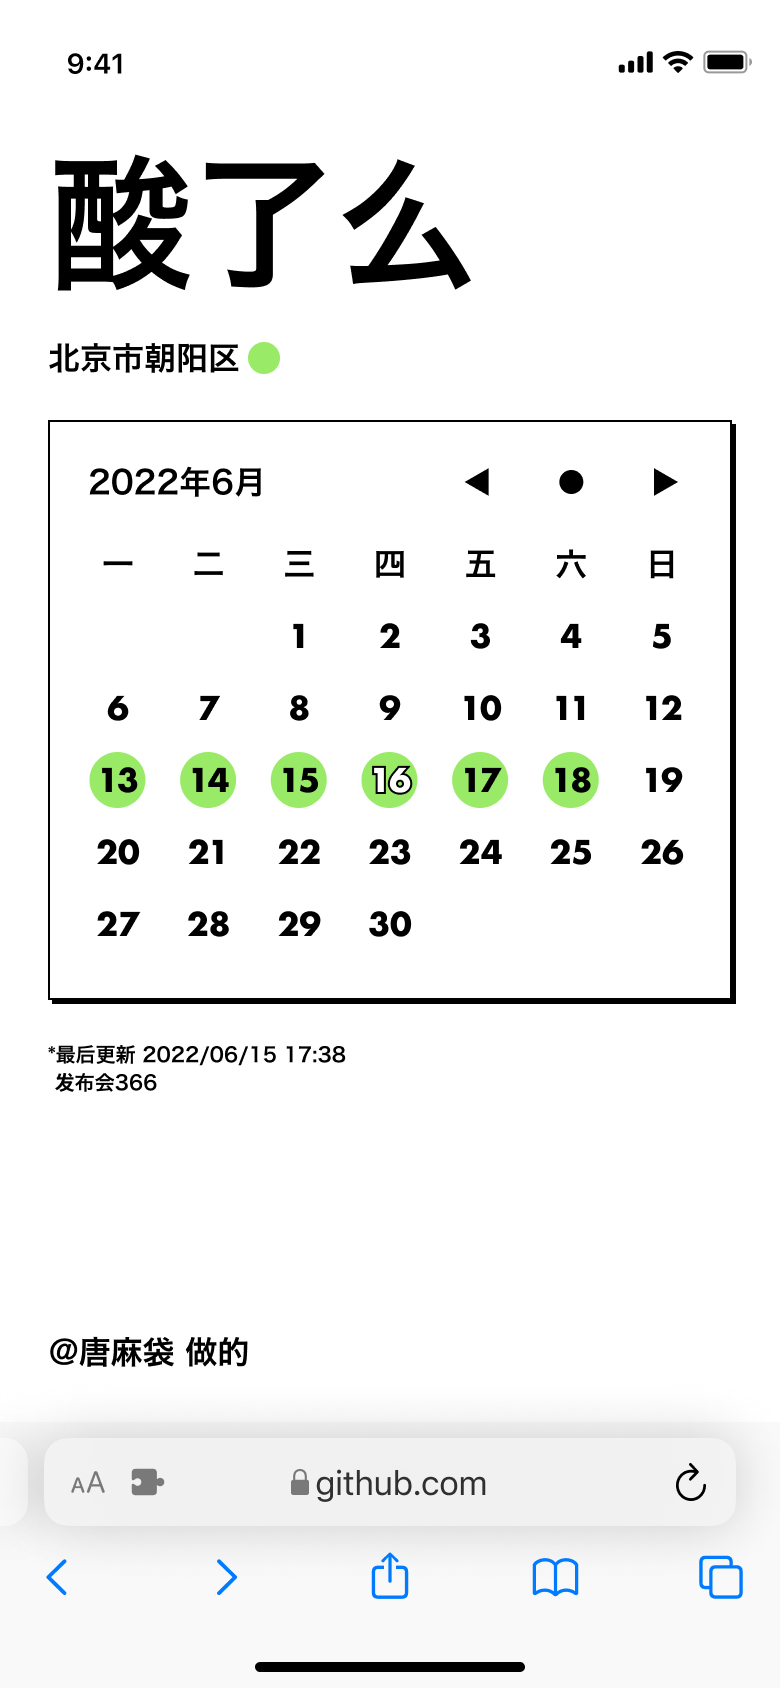 9:41
酸了么
北京市朝阳区
2022年6月
一 二 三 四 五 六 日
1 2 3 4 5
6 7 8 9 10 11 12
13 14 15 16 17 18 19
20 21 22 23 24 25 26
27 28 29 30
*最后更新 2022/06/15 17:38
发布会366
@唐麻袋 做的
AA github.com